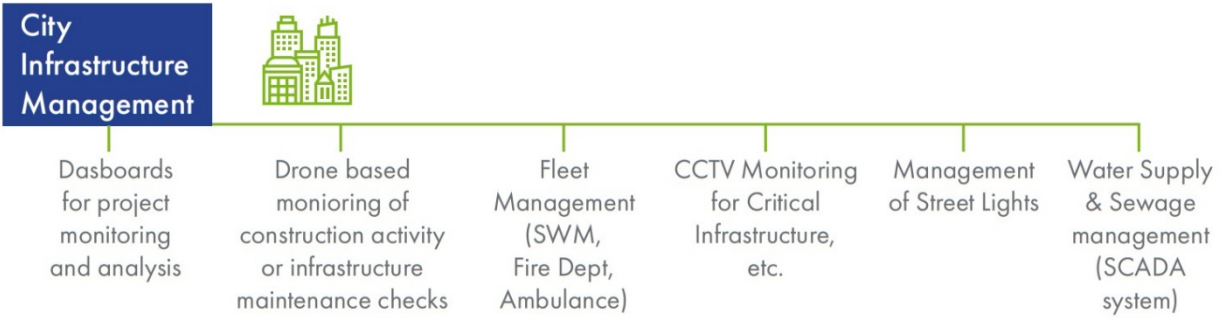 City
Infrastructure
Management
Dasboards
for project
monitoring
and analysis
Drone based
monioring of
construction activity
or infrastructure
maintenance checks
Fleet
Management
(SWM,
Fire Dept,
Ambulance)
CCTV Monitoring
for Critical
Infrastructure,
etc.
Management
of Street Lights
Water Supply
& Sewage
management
(SCADA
system)